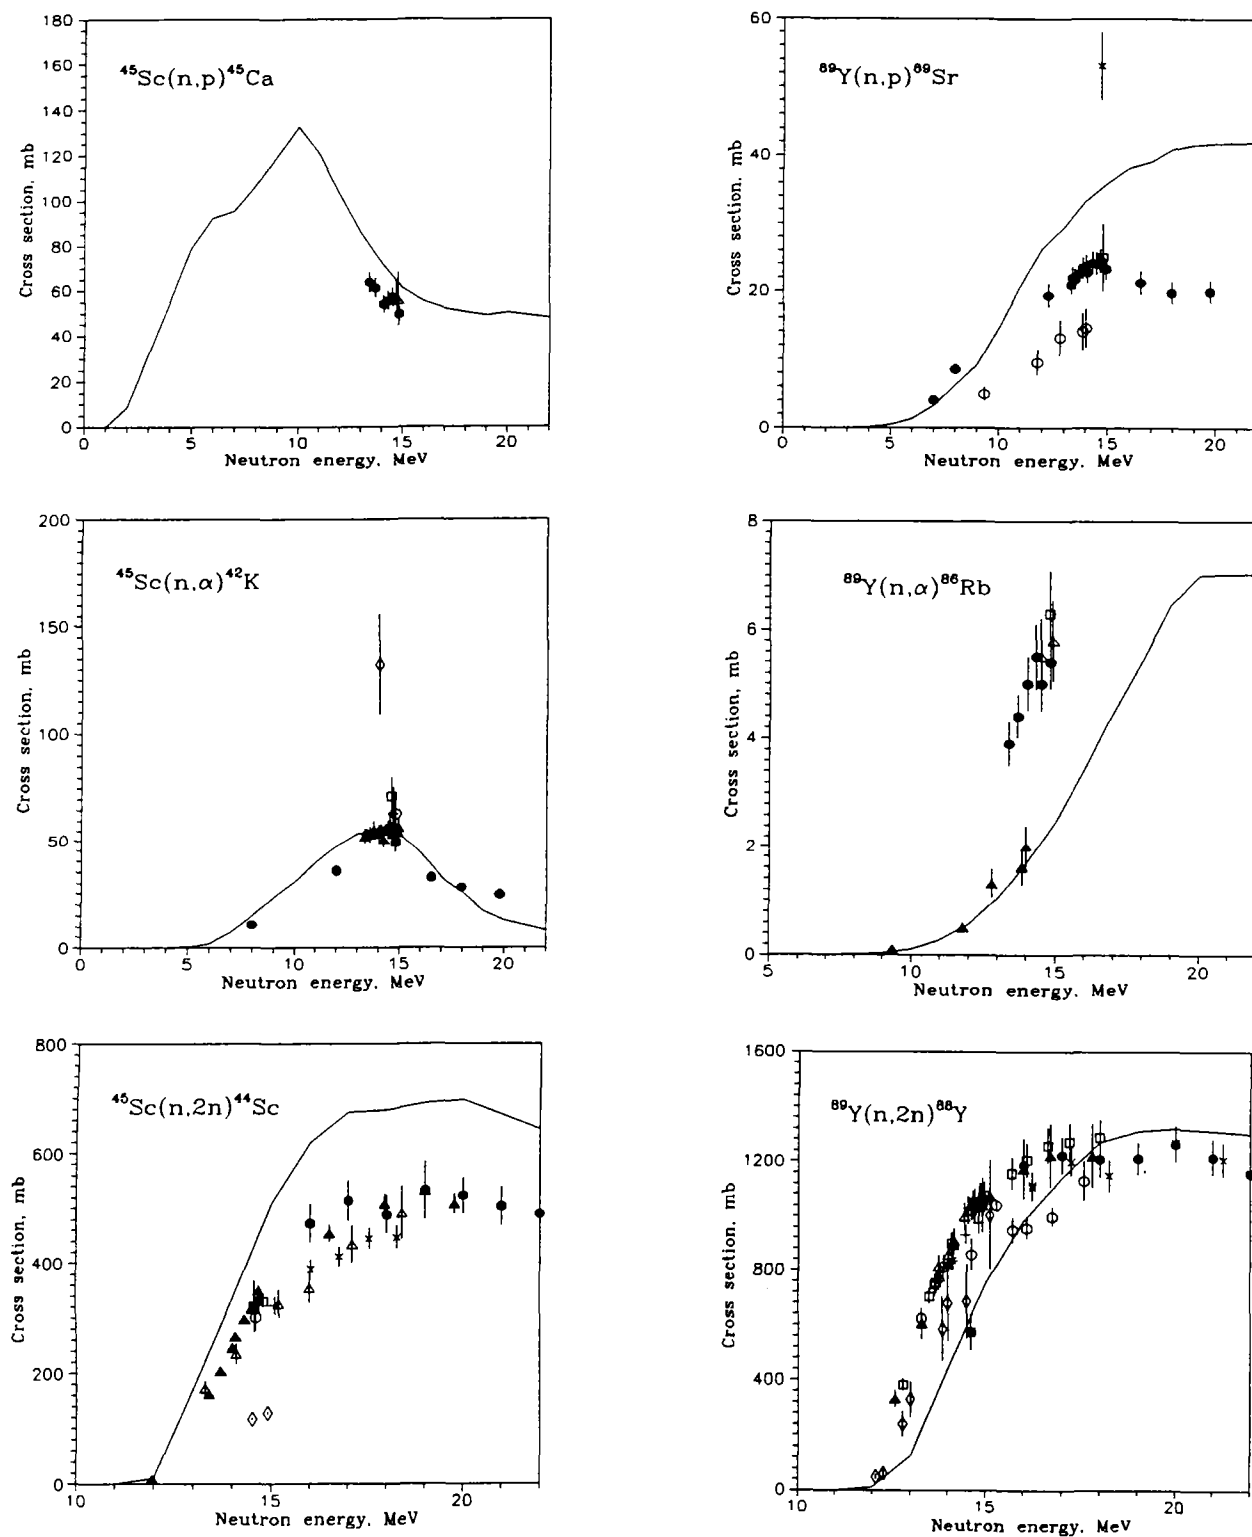 180
160
140
120
100
80
60
40
20
0
Cross section, mb
⁴⁵Sc(n,p)⁴⁵Ca
0 5 10 15 20
Neutron energy, MeV
60
40
20
0
Cross section, mb
⁸⁹Y(n,p)⁸⁹Sr
0 5 10 15 20
Neutron energy, MeV
200
150
100
50
0
Cross section, mb
⁴⁵Sc(n,α)⁴²K
0 5 10 15 20
Neutron energy, MeV
8
6
4
2
0
Cross section, mb
⁸⁹Y(n,α)⁸⁶Rb
5 10 15 20
Neutron energy, MeV
800
600
400
200
0
Cross section, mb
⁴⁵Sc(n,2n)⁴⁴Sc
10 15 20
Neutron energy, MeV
1600
1200
800
400
0
Cross section, mb
⁸⁹Y(n,2n)⁸⁸Y
10 15 20
Neutron energy, MeV